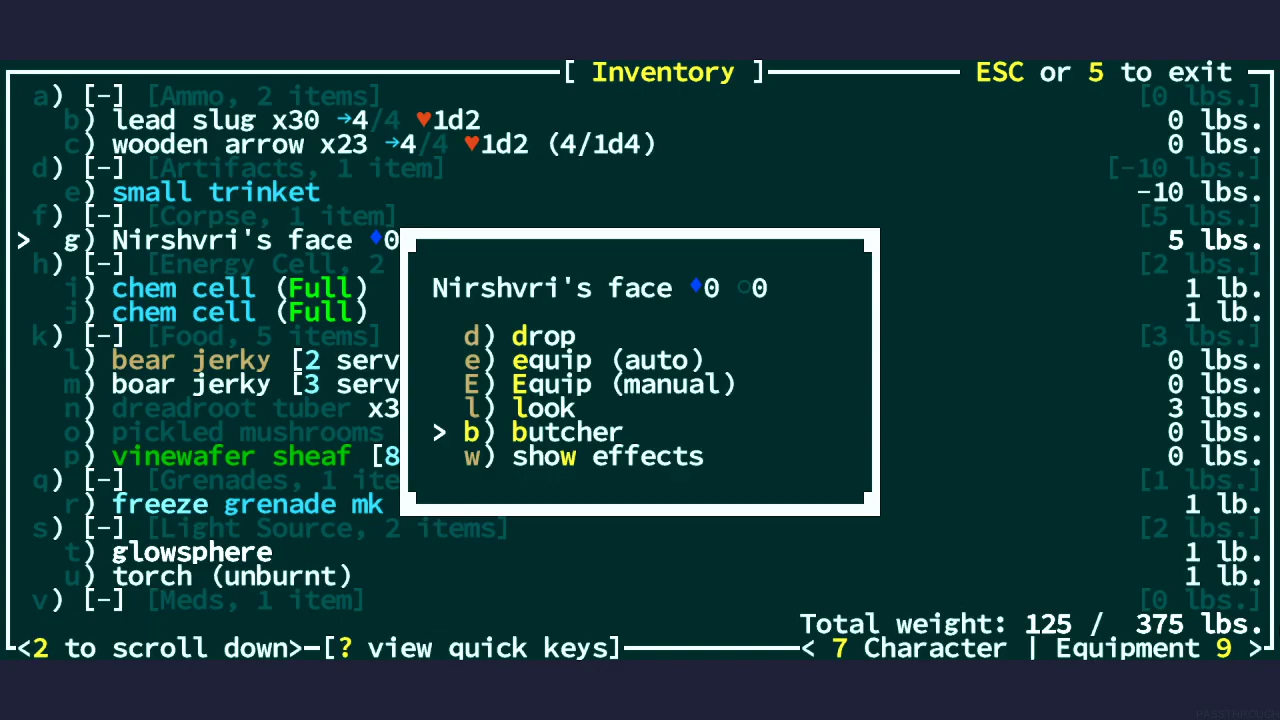 [ Inventory ] ESC or 5 to exit
a) [-] [Ammo, 2 items] [0 lbs.]
b) lead slug x30 →4/4 ♥1d2 0 lbs.
c) wooden arrow x23 →4/4 ♥1d2 (4/1d4) 0 lbs.
d) [-] [Artifacts, 1 item] [-10 lbs.]
e) small trinket -10 lbs.
f) [-] [Corpse, 1 item] [5 lbs.]
> g) Nirshvri's face ♦0 5 lbs.
h) [-] [Energy Cell, 2 [2 lbs.]
i) chem cell (Full) 1 lb.
j) chem cell (Full) 1 lb.
k) [-] [Food, 5 items] [3 lbs.]
l) bear jerky [2 serv 0 lbs.
m) boar jerky [3 serv 0 lbs.
n) dreadroot tuber x3 3 lbs.
o) pickled mushrooms 0 lbs.
p) vinewafer sheaf [8 0 lbs.
q) [-] [Grenades, 1 ite [1 lbs.]
r) freeze grenade mk 1 lb.
s) [-] [Light Source, 2 items] [2 lbs.]
t) glowsphere 1 lb.
u) torch (unburnt) 1 lb.
v) [-] [Meds, 1 item] [0 lbs.]
Nirshvri's face ♦0 ○0
d) drop
e) equip (auto)
E) Equip (manual)
l) look
> b) butcher
w) show effects
Total weight: 125 / 375 lbs.
<2 to scroll down> [? view quick keys] < 7 Character | Equipment 9 >